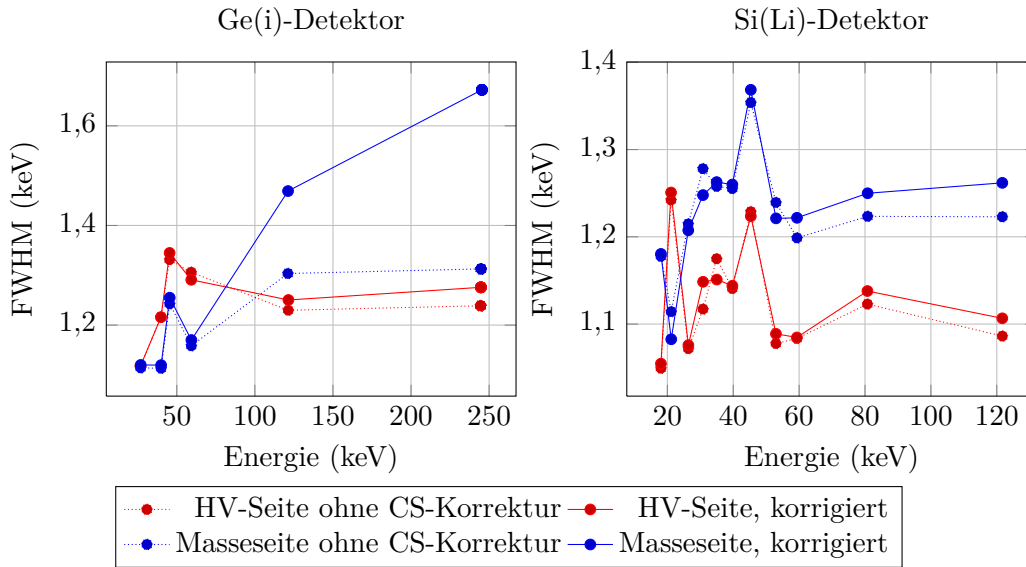 Ge(i)-Detektor
Si(Li)-Detektor
FWHM (keV)
1,6
1,4
1,2
50
100
150
200
250
Energie (keV)
FWHM (keV)
1,4
1,3
1,2
1,1
20
40
60
80
100
120
Energie (keV)
HV-Seite ohne CS-Korrektur
HV-Seite, korrigiert
Masseseite ohne CS-Korrektur
Masseseite, korrigiert